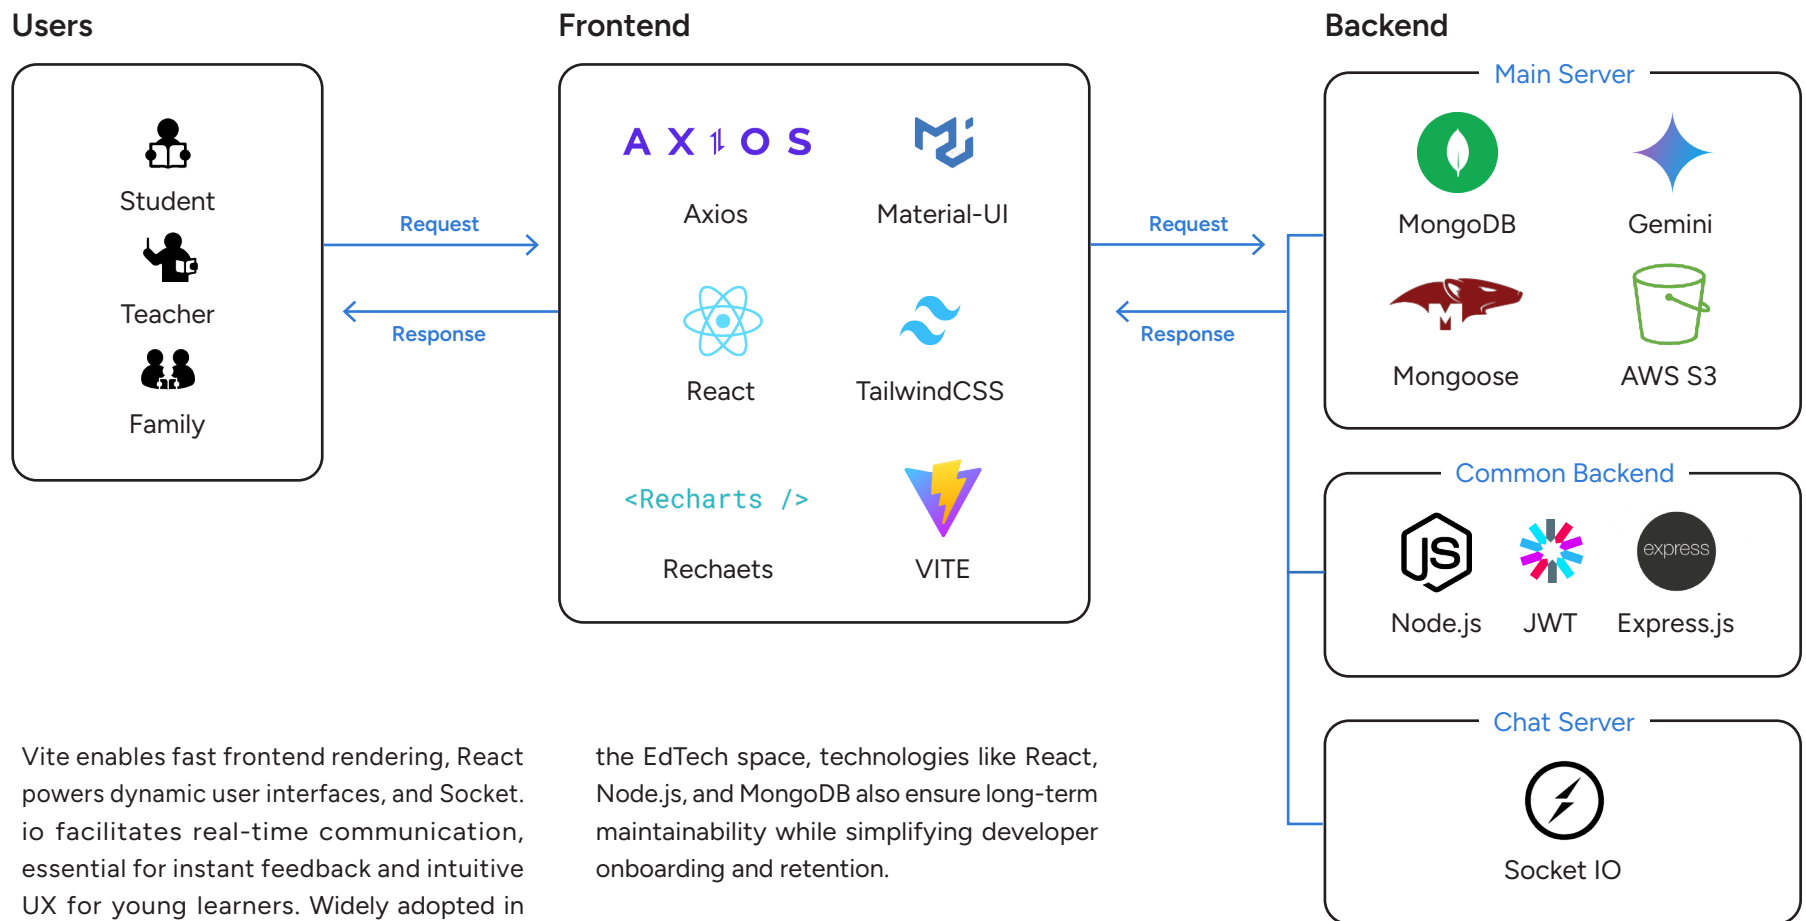 Users
Student
Teacher
Family
Request
Response
Frontend
AXIOS
Axios
Material-UI
React
TailwindCSS
<Recharts />
Rechaets
VITE
Request
Response
Backend
Main Server
MongoDB
Gemini
M
Mongoose
AWS S3
Common Backend
JS
Node.js
JWT
express
Express.js
Chat Server
Socket IO
Vite enables fast frontend rendering, React
powers dynamic user interfaces, and Socket.
io facilitates real-time communication,
essential for instant feedback and intuitive
UX for young learners. Widely adopted in
the EdTech space, technologies like React,
Node.js, and MongoDB also ensure long-term
maintainability while simplifying developer
onboarding and retention.